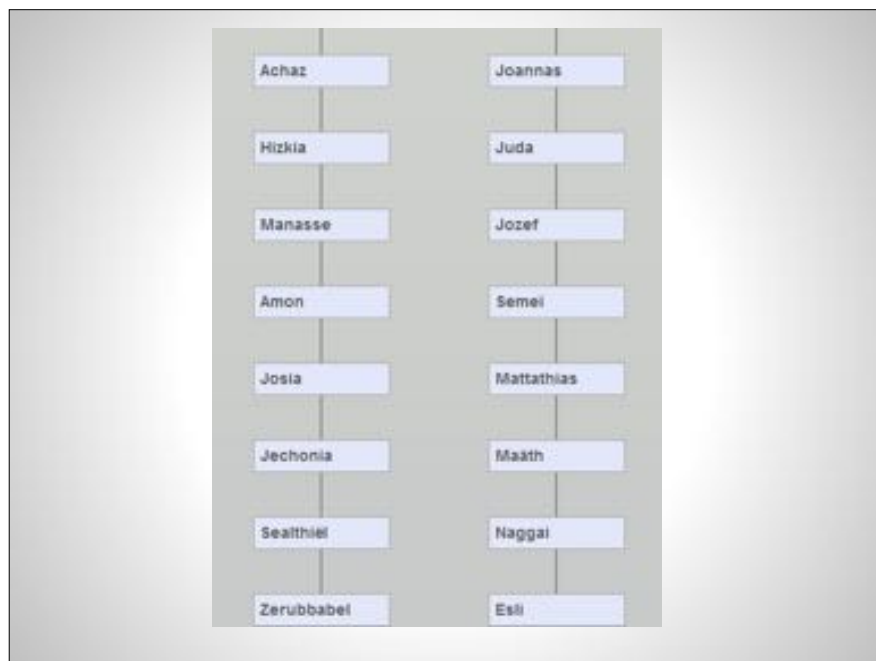 Achaz
Hizkia
Manasse
Amon
Josia
Jechonia
Sealthiël
Zerubbabel
Joannas
Juda
Jozef
Semei
Mattathias
Maäth
Naggai
Esli